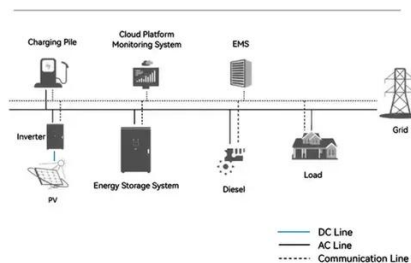 Charging Pile
Cloud Platform
Monitoring System
EMS
Grid
Inverter
PV
Energy Storage System
Diesel
Load
DC Line
AC Line
Communication Line